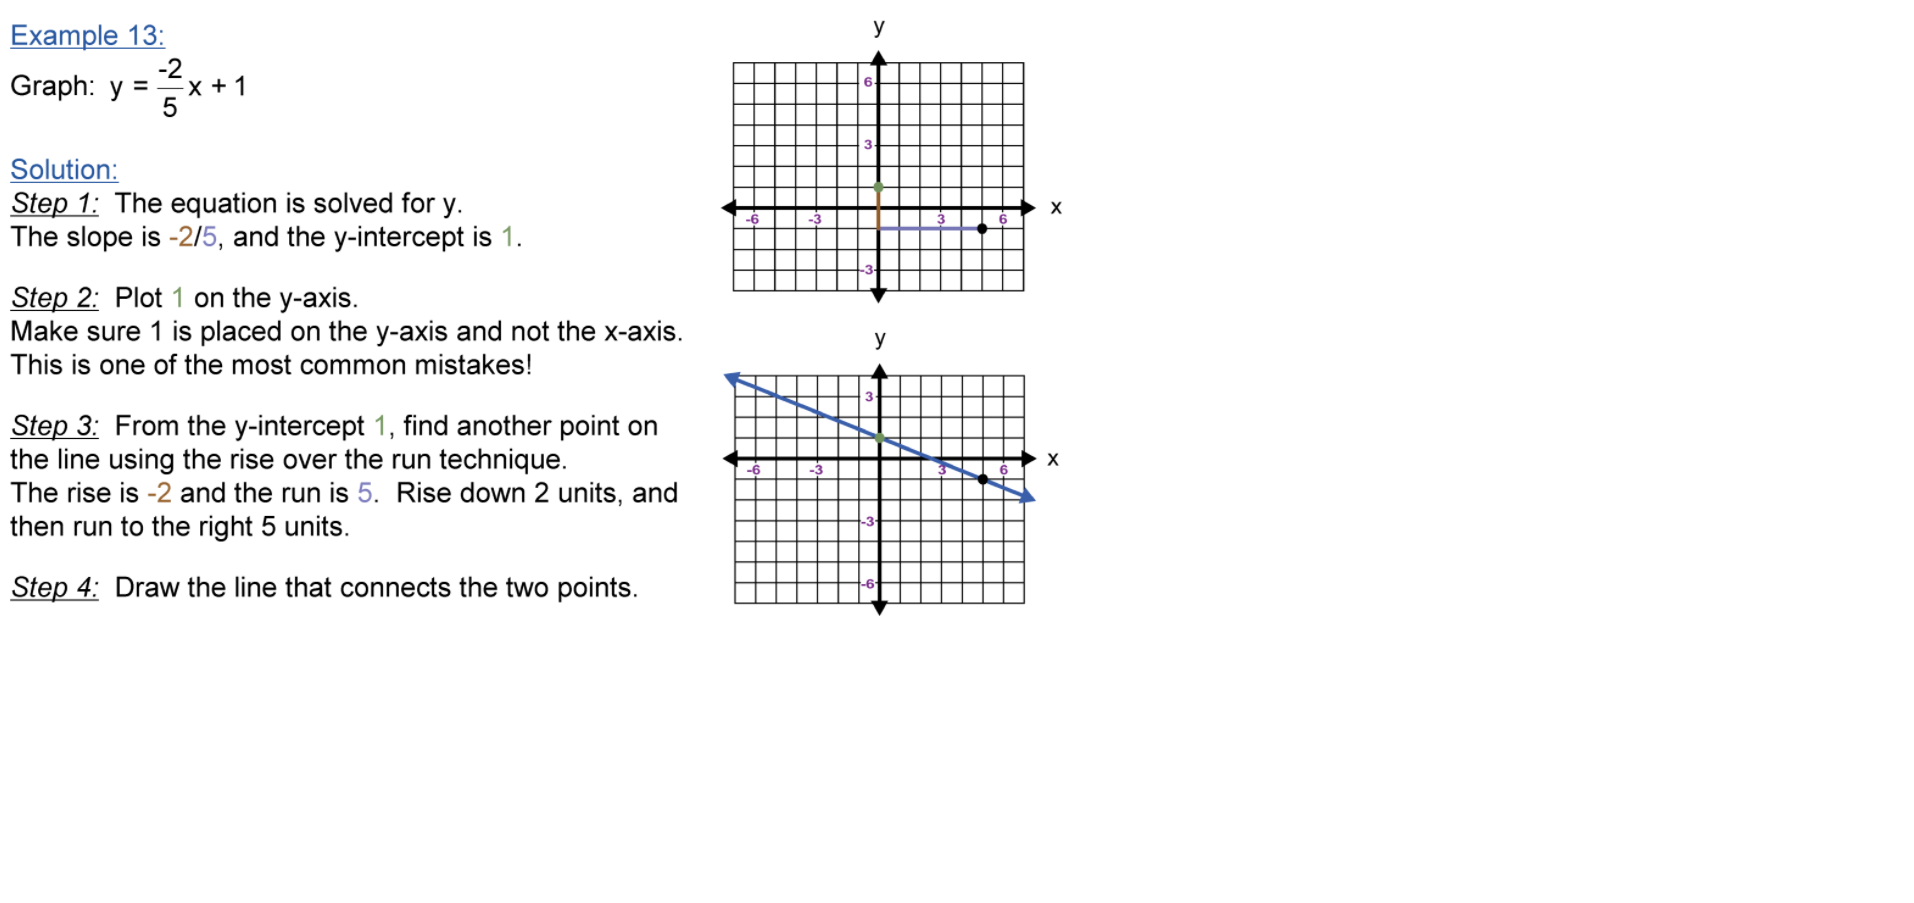 Example 13:
Graph: y = -2/5 x + 1
Solution:
Step 1: The equation is solved for y.
The slope is -2/5, and the y-intercept is 1.
Step 2: Plot 1 on the y-axis.
Make sure 1 is placed on the y-axis and not the x-axis.
This is one of the most common mistakes!
Step 3: From the y-intercept 1, find another point on
the line using the rise over the run technique.
The rise is -2 and the run is 5. Rise down 2 units, and
then run to the right 5 units.
Step 4: Draw the line that connects the two points.
y
6
3
x
-6 -3 3 6
-3
y
3
x
-6 -3 3 6
-3
-6